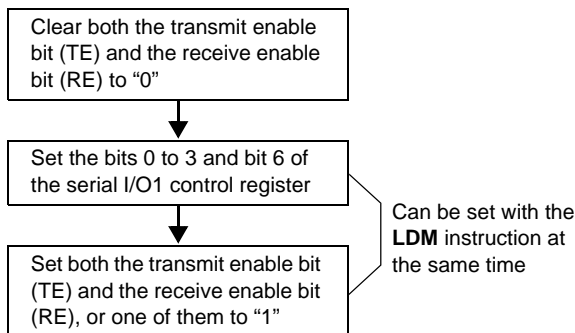 Clear both the transmit enable
bit (TE) and the receive enable
bit (RE) to “0”
Set the bits 0 to 3 and bit 6 of
the serial I/O1 control register
Can be set with the
LDM instruction at
the same time
Set both the transmit enable bit
(TE) and the receive enable bit
(RE), or one of them to “1”